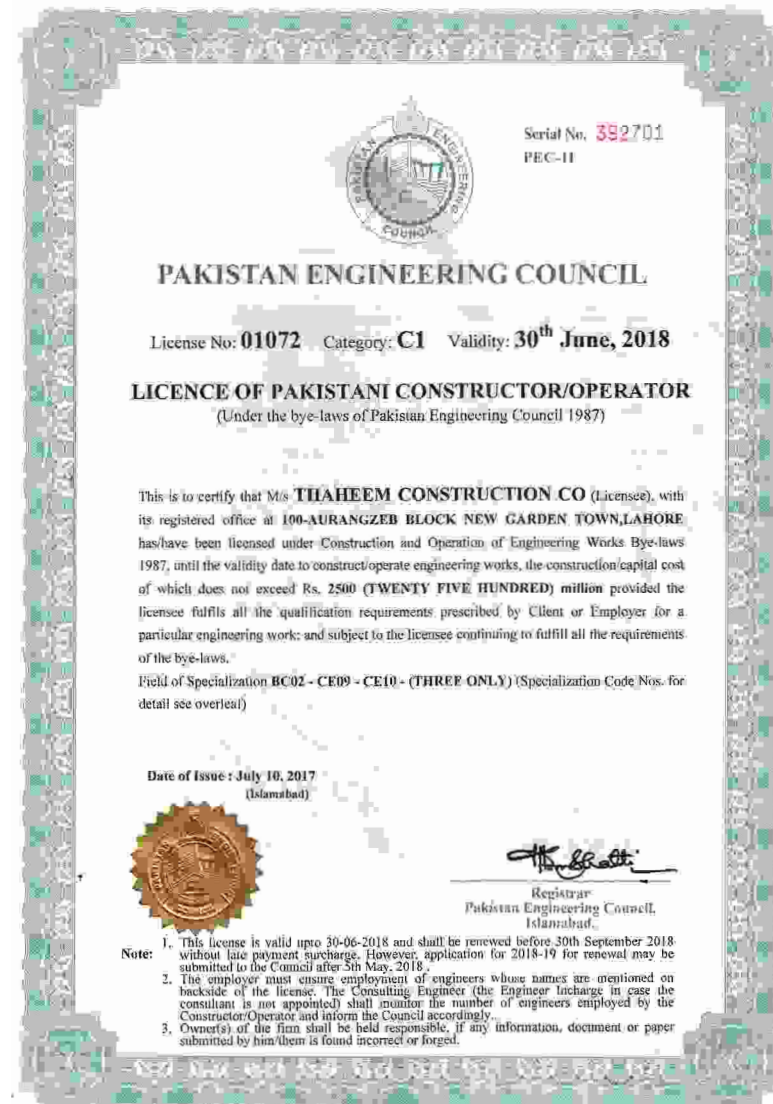 PAKISTAN ENGINEERING
COUNCIL
Serial No. 392701
PEC-II
PAKISTAN ENGINEERING COUNCIL
License No: 01072 Category: C1 Validity: 30th June, 2018
LICENCE OF PAKISTANI CONSTRUCTOR/OPERATOR
(Under the bye-laws of Pakistan Engineering Council 1987)
This is to certify that M/s THAHEEM CONSTRUCTION CO (Licensee), with
its registered office at 100-AURANGZEB BLOCK NEW GARDEN TOWN,LAHORE
has/have been licensed under Construction and Operation of Engineering Works Bye-laws
1987, until the validity date to construct/operate engineering works, the construction/capital cost
of which does not exceed Rs. 2500 (TWENTY FIVE HUNDRED) million provided the
licensee fulfils all the qualification requirements prescribed by Client or Employer for a
particular engineering work; and subject to the licensee continuing to fulfill all the requirements
of the bye-laws.
Field of Specialization BC02 - CE09 - CE10 - (THREE ONLY) (Specialization Code Nos. for
detail see overleaf)
Date of Issue : July 10, 2017
(Islamabad)
Registrar
Pakistan Engineering Council,
Islamabad.
Note: 1. This license is valid upto 30-06-2018 and shall be renewed before 30th September 2018
without late payment surcharge. However, application for 2018-19 for renewal may be
submitted to the Council after 5th May, 2018 .
2. The employer must ensure employment of engineers whose names are mentioned on
backside of the license. The Consulting Engineer (the Engineer Incharge in case the
consultant is not appointed) shall monitor the number of engineers employed by the
Constructor/Operator and inform the Council accordingly..
3. Owner(s) of the firm shall be held responsible, if any information, document or paper
submitted by him/them is found incorrect or forged.